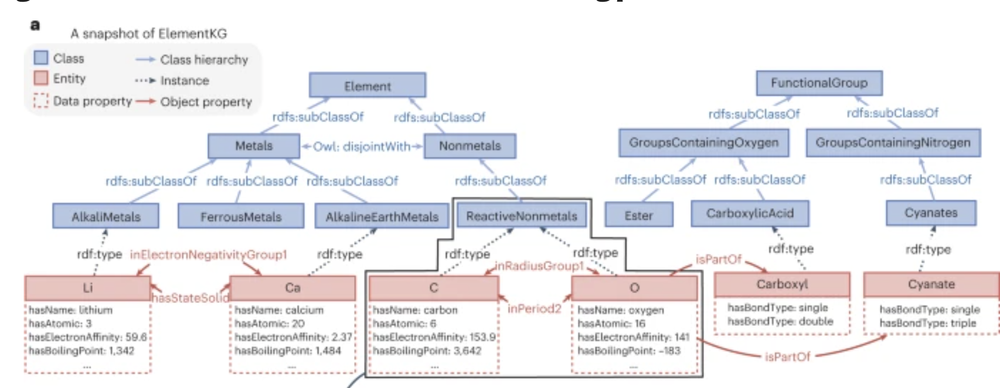 a
A snapshot of ElementKG
Class
Class hierarchy
Entity
Instance
Data property
Object property
Element
FunctionalGroup
rdfs:subClassOf
rdfs:subClassOf
rdfs:subClassOf
rdfs:subClassOf
Metals
Owl: disjointWith
Nonmetals
GroupsContainingOxygen
GroupsContainingNitrogen
rdfs:subClassOf
rdfs:subClassOf
rdfs:subClassOf
rdfs:subClassOf
rdfs:subClassOf
rdfs:subClassOf
rdfs:subClassOf
AlkaliMetals
FerrousMetals
AlkalineEarthMetals
ReactiveNonmetals
Ester
CarboxylicAcid
Cyanates
rdf:type
inElectronNegativityGroup1
rdf:type
rdf:type
rdf:type
inRadiusGroup1
isPartOf
rdf:type
rdf:type
Li
hasName: lithium
hasAtomic: 3
hasElectronAffinity: 59.6
hasBoilingPoint: 1,342
...
hasStateSolid
Ca
hasName: calcium
hasAtomic: 20
hasElectronAffinity: 2.37
hasBoilingPoint: 1,484
...
C
hasName: carbon
hasAtomic: 6
hasElectronAffinity: 153.9
hasBoilingPoint: 3,642
...
inPeriod2
O
hasName: oxygen
hasAtomic: 16
hasElectronAffinity: 141
hasBoilingPoint: −183
...
Carboxyl
hasBondType: single
hasBondType: double
Cyanate
hasBondType: single
hasBondType: triple
isPartOf